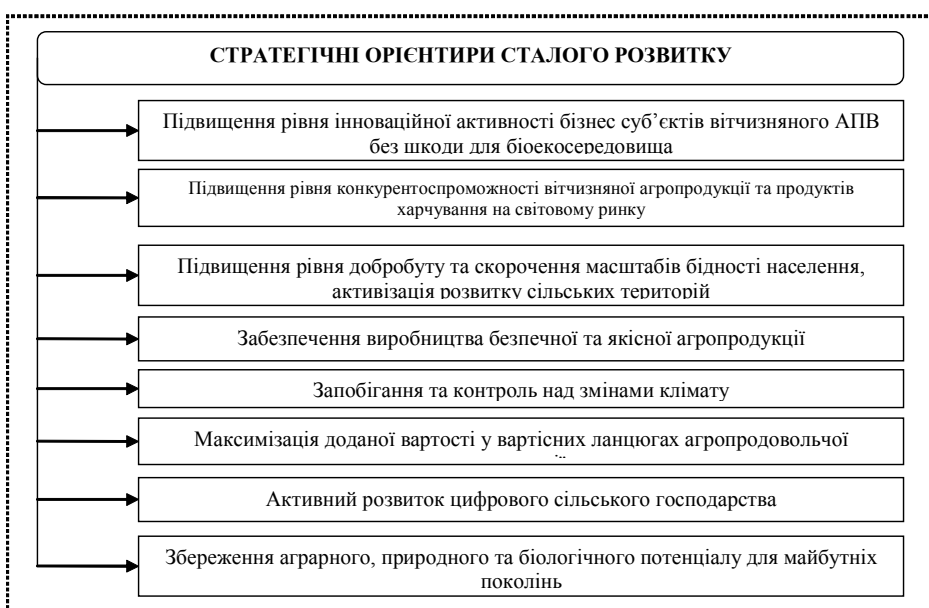 СТРАТЕГІЧНІ ОРІЄНТИРИ СТАЛОГО РОЗВИТКУ
Підвищення рівня інноваційної активності бізнес суб’єктів вітчизняного АПВ
без шкоди для біоекосередовища
Підвищення рівня конкурентоспроможності вітчизняної агропродукції та продуктів
харчування на світовому ринку
Підвищення рівня добробуту та скорочення масштабів бідності населення,
активізація розвитку сільських територій
Забезпечення виробництва безпечної та якісної агропродукції
Запобігання та контроль над змінами клімату
Максимізація доданої вартості у вартісних ланцюгах агропродовольчої
Активний розвиток цифрового сільського господарства
Збереження аграрного, природного та біологічного потенціалу для майбутніх
поколінь